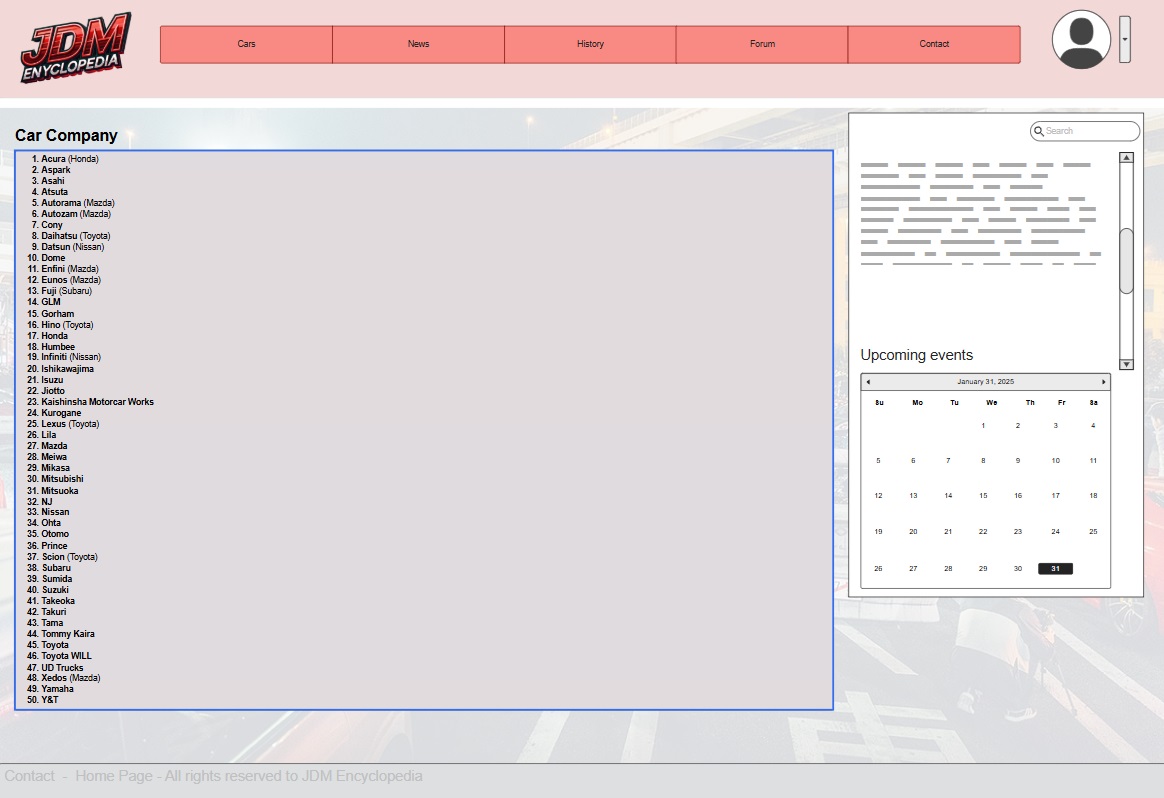 JDM
ENYCLOPEDIA
Cars
News
History
Forum
Contact
Car Company
1. Acura (Honda)
2. Aspark
3. Asahi
4. Atsuta
5. Autorama (Mazda)
6. Autozam (Mazda)
7. Cony
8. Daihatsu (Toyota)
9. Datsun (Nissan)
10. Dome
11. Enfini (Mazda)
12. Eunos (Mazda)
13. Fuji (Subaru)
14. GLM
15. Gorham
16. Hino (Toyota)
17. Honda
18. Humbee
19. Infiniti (Nissan)
20. Ishikawajima
21. Isuzu
22. Jiotto
23. Kaishinsha Motorcar Works
24. Kurogane
25. Lexus (Toyota)
26. Lila
27. Mazda
28. Meiwa
29. Mikasa
30. Mitsubishi
31. Mitsuoka
32. NJ
33. Nissan
34. Ohta
35. Otomo
36. Prince
37. Scion (Toyota)
38. Subaru
39. Sumida
40. Suzuki
41. Takeoka
42. Takuri
43. Tama
44. Tommy Kaira
45. Toyota
46. Toyota WILL
47. UD Trucks
48. Xedos (Mazda)
49. Yamaha
50. Y&T
Search
Upcoming events
January 31, 2025
Su Mo Tu We Th Fr Sa
1 2 3 4
5 6 7 8 9 10 11
12 13 14 15 16 17 18
19 20 21 22 23 24 25
26 27 28 29 30 31
Contact - Home Page - All rights reserved to JDM Encyclopedia